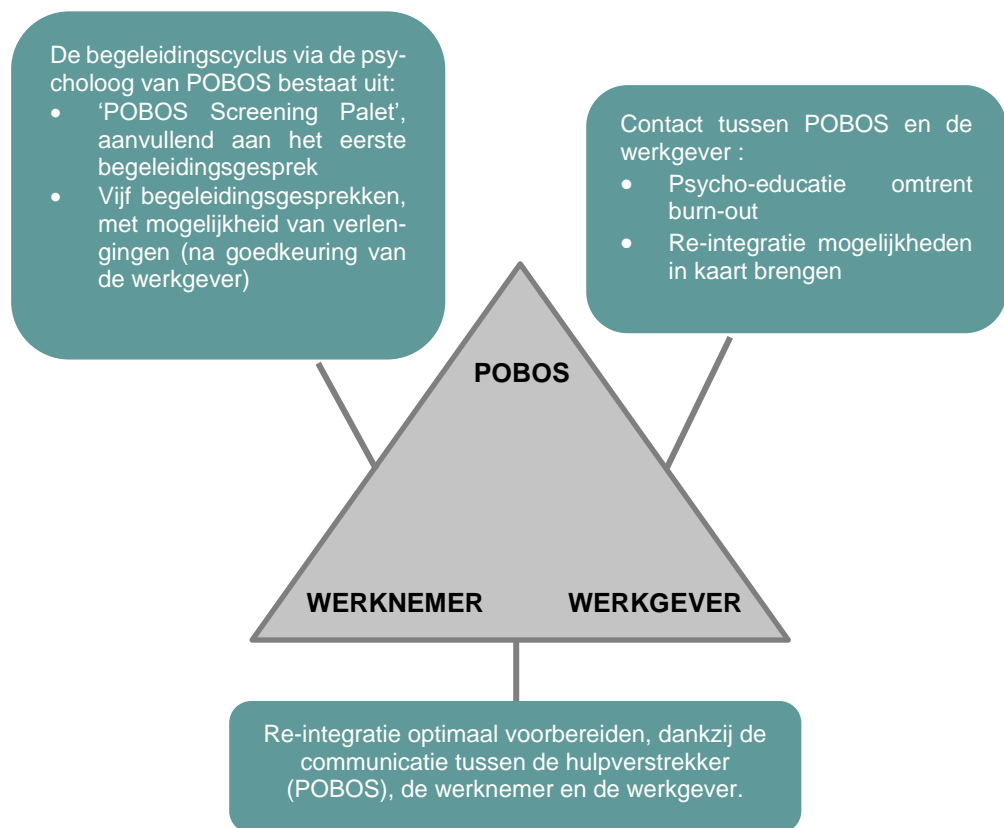 De begeleidingscyclus via de psy-
choloog van POBOS bestaat uit:
• ‘POBOS Screening Palet’,
aanvullend aan het eerste
begeleidingsgesprek
• Vijf begeleidingsgesprekken,
met mogelijkheid van verlen-
gingen (na goedkeuring van
de werkgever)
Contact tussen POBOS en de
werkgever :
• Psycho-educatie omtrent
burn-out
• Re-integratie mogelijkheden
in kaart brengen
POBOS
WERKNEMER
WERKGEVER
Re-integratie optimaal voorbereiden, dankzij de
communicatie tussen de hulpverstrekker
(POBOS), de werknemer en de werkgever.